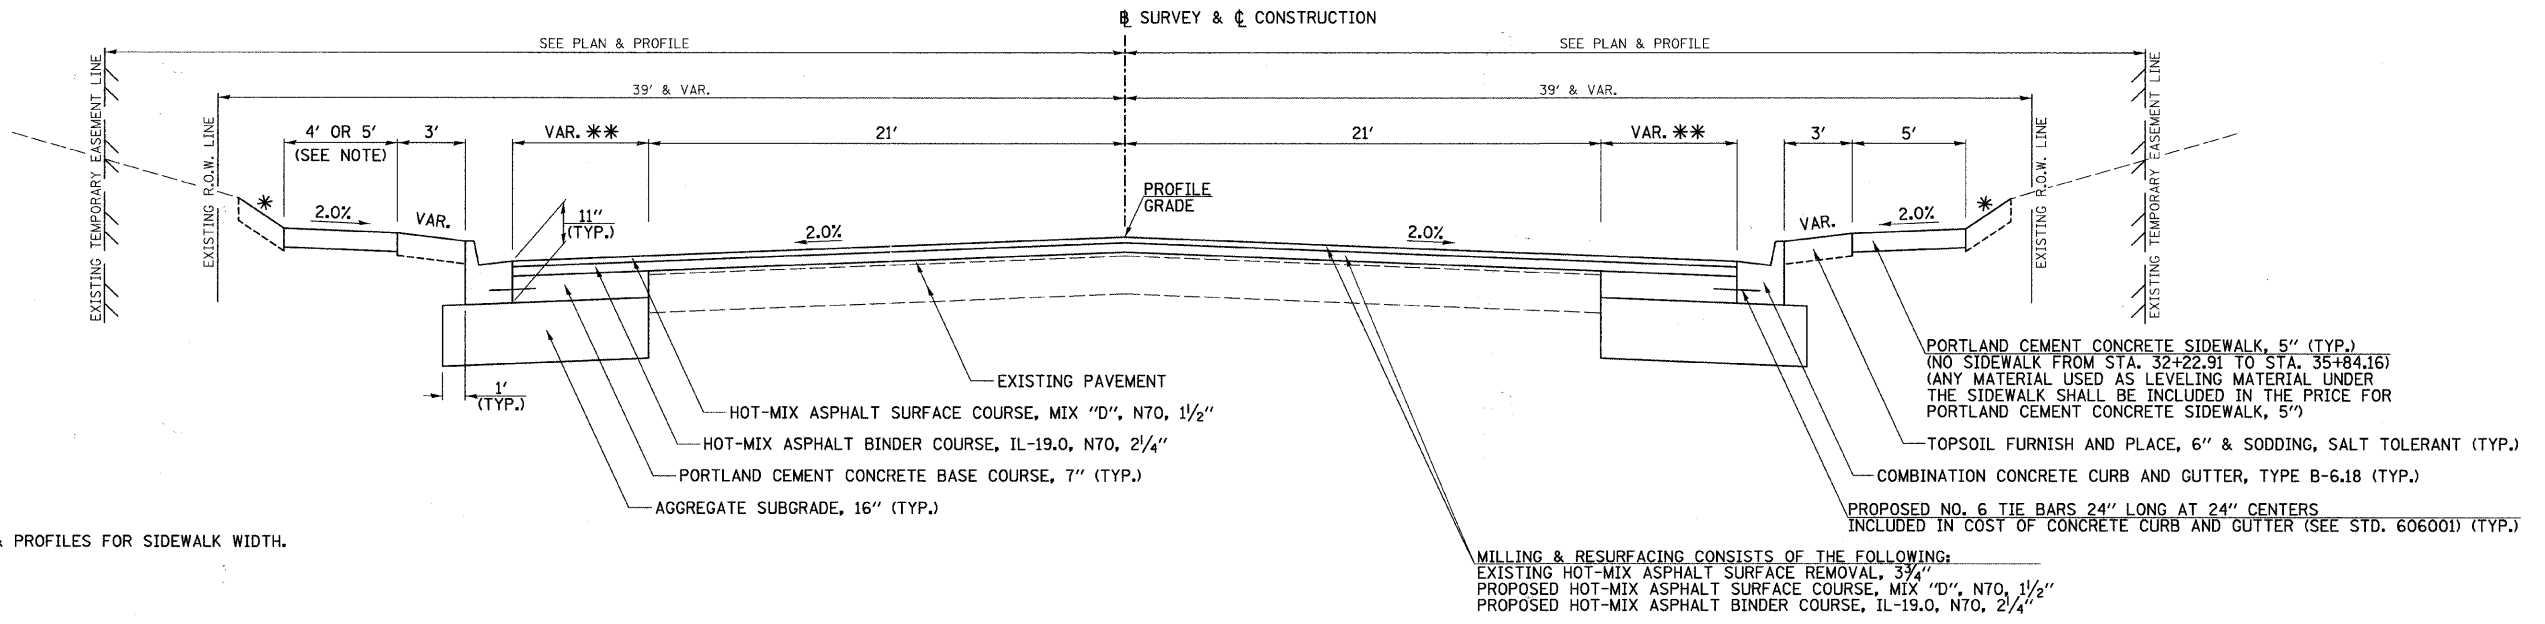 ℄ SURVEY & ℄ CONSTRUCTION
SEE PLAN & PROFILE
SEE PLAN & PROFILE
39' & VAR.
39' & VAR.
4' OR 5'
(SEE NOTE)
3'
VAR. **
21'
21'
VAR. **
3'
5'
EXISTING TEMPORARY EASEMENT LINE
EXISTING R.O.W. LINE
EXISTING R.O.W. LINE
EXISTING TEMPORARY EASEMENT LINE
*
2.0%
VAR.
11"
(TYP.)
2.0%
PROFILE
GRADE
2.0%
VAR.
2.0%
*
1'
(TYP.)
EXISTING PAVEMENT
HOT-MIX ASPHALT SURFACE COURSE, MIX "D", N70, 1 1/2"
HOT-MIX ASPHALT BINDER COURSE, IL-19.0, N70, 2 1/4"
PORTLAND CEMENT CONCRETE BASE COURSE, 7" (TYP.)
AGGREGATE SUBGRADE, 16" (TYP.)
PORTLAND CEMENT CONCRETE SIDEWALK, 5" (TYP.)
(NO SIDEWALK FROM STA. 32+22.91 TO STA. 35+84.16)
(ANY MATERIAL USED AS LEVELING MATERIAL UNDER
THE SIDEWALK SHALL BE INCLUDED IN THE PRICE FOR
PORTLAND CEMENT CONCRETE SIDEWALK, 5")
TOPSOIL FURNISH AND PLACE, 6" & SODDING, SALT TOLERANT (TYP.)
COMBINATION CONCRETE CURB AND GUTTER, TYPE B-6.18 (TYP.)
PROPOSED NO. 6 TIE BARS 24" LONG AT 24" CENTERS
INCLUDED IN COST OF CONCRETE CURB AND GUTTER (SEE STD. 606001) (TYP.)
& PROFILES FOR SIDEWALK WIDTH.
MILLING & RESURFACING CONSISTS OF THE FOLLOWING:
EXISTING HOT-MIX ASPHALT SURFACE REMOVAL, 3 3/4"
PROPOSED HOT-MIX ASPHALT SURFACE COURSE, MIX "D", N70, 1 1/2"
PROPOSED HOT-MIX ASPHALT BINDER COURSE, IL-19.0, N70, 2 1/4"